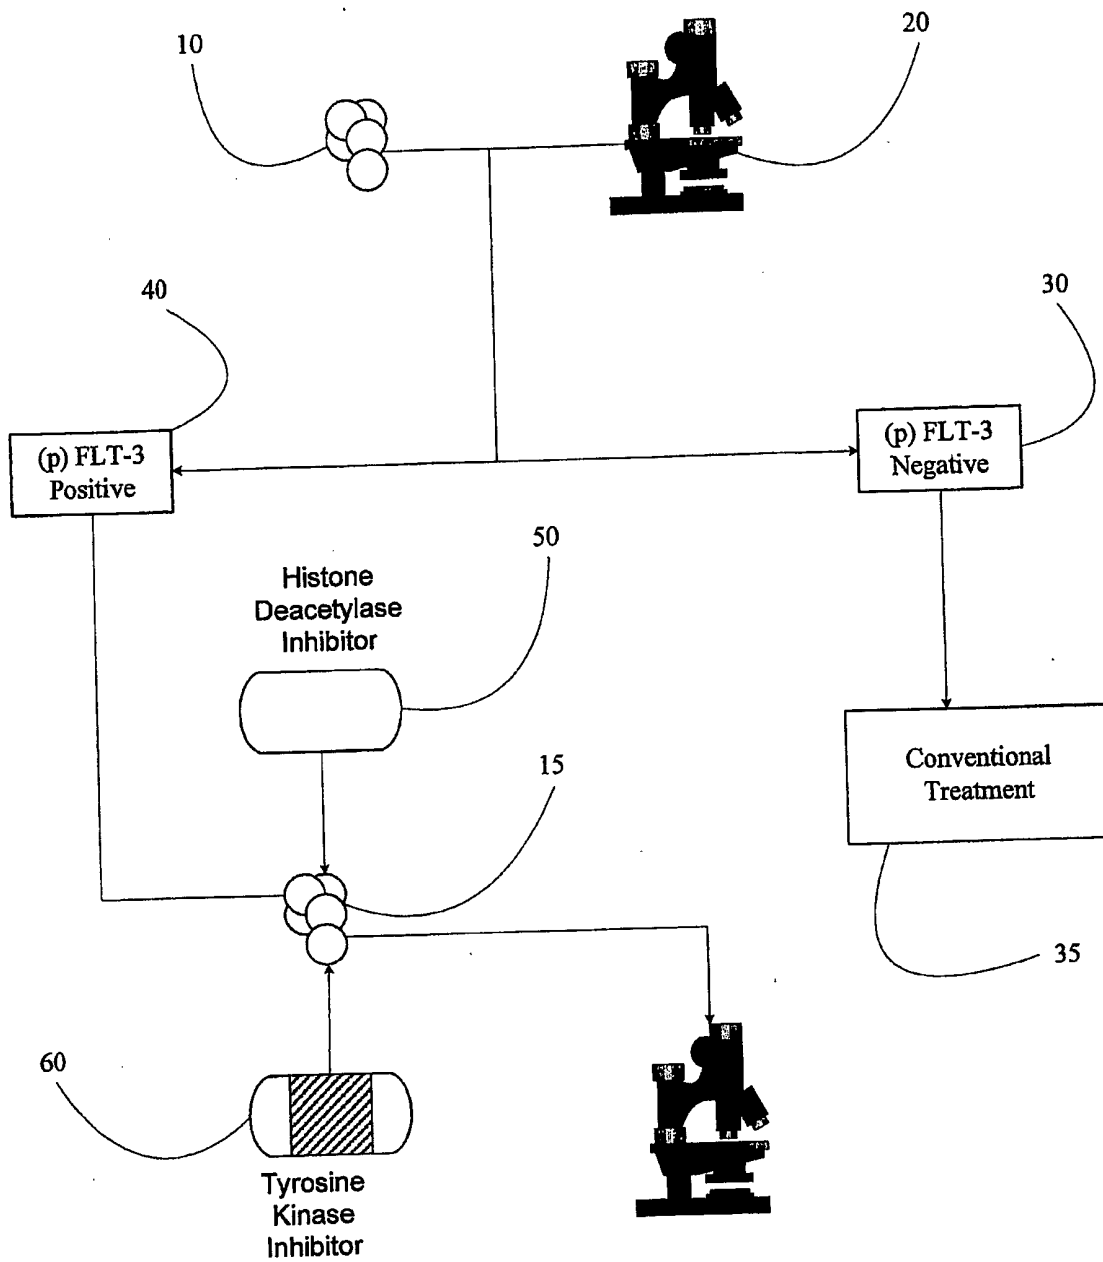 10
20
40
30
(p) FLT-3
Positive
(p) FLT-3
Negative
50
Histone
Deacetylase
Inhibitor
15
Conventional
Treatment
35
60
Tyrosine
Kinase
Inhibitor